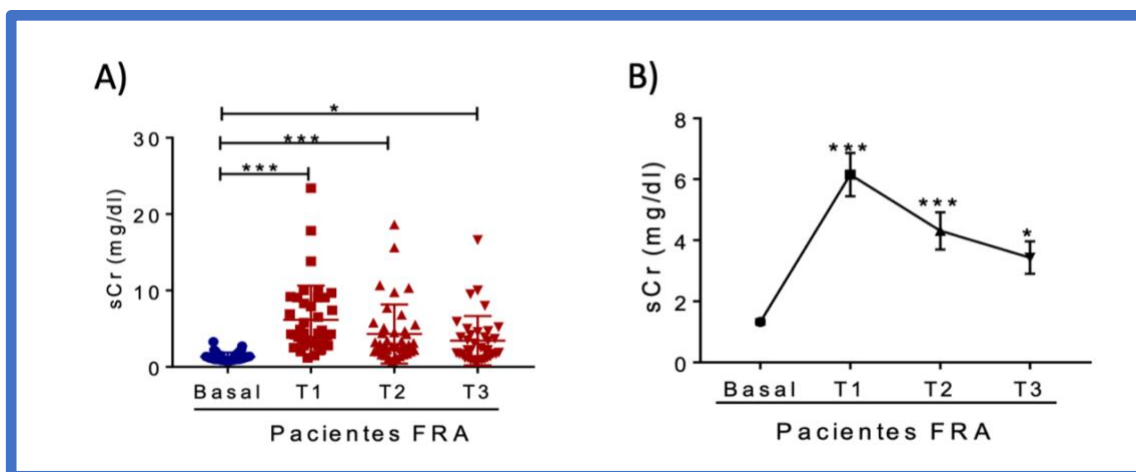 A)
*
***
***
30
20
10
0
sCr (mg/dl)
Basal T1 T2 T3
Pacientes FRA
B)
8
6
4
2
0
sCr (mg/dl)
***
***
*
Basal T1 T2 T3
Pacientes FRA